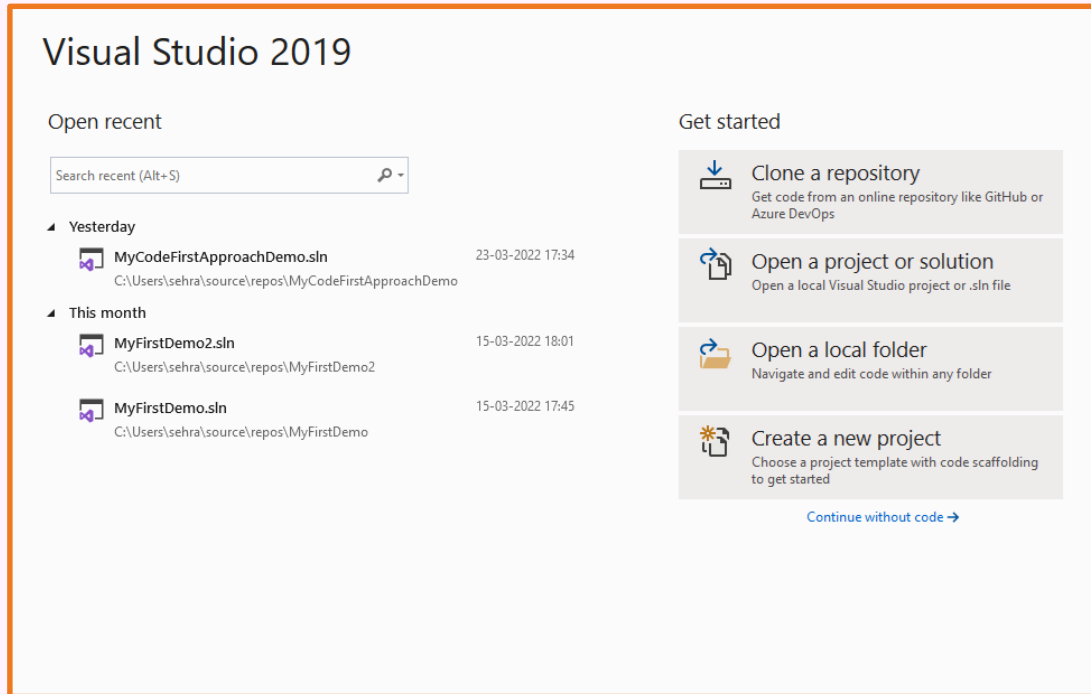 Visual Studio 2019
Open recent
Search recent (Alt+S)
Yesterday
MyCodeFirstApproachDemo.sln 23-03-2022 17:34
C:\Users\sehra\source\repos\MyCodeFirstApproachDemo
This month
MyFirstDemo2.sln 15-03-2022 18:01
C:\Users\sehra\source\repos\MyFirstDemo2
MyFirstDemo.sln 15-03-2022 17:45
C:\Users\sehra\source\repos\MyFirstDemo
Get started
Clone a repository
Get code from an online repository like GitHub or
Azure DevOps
Open a project or solution
Open a local Visual Studio project or .sln file
Open a local folder
Navigate and edit code within any folder
Create a new project
Choose a project template with code scaffolding
to get started
Continue without code →